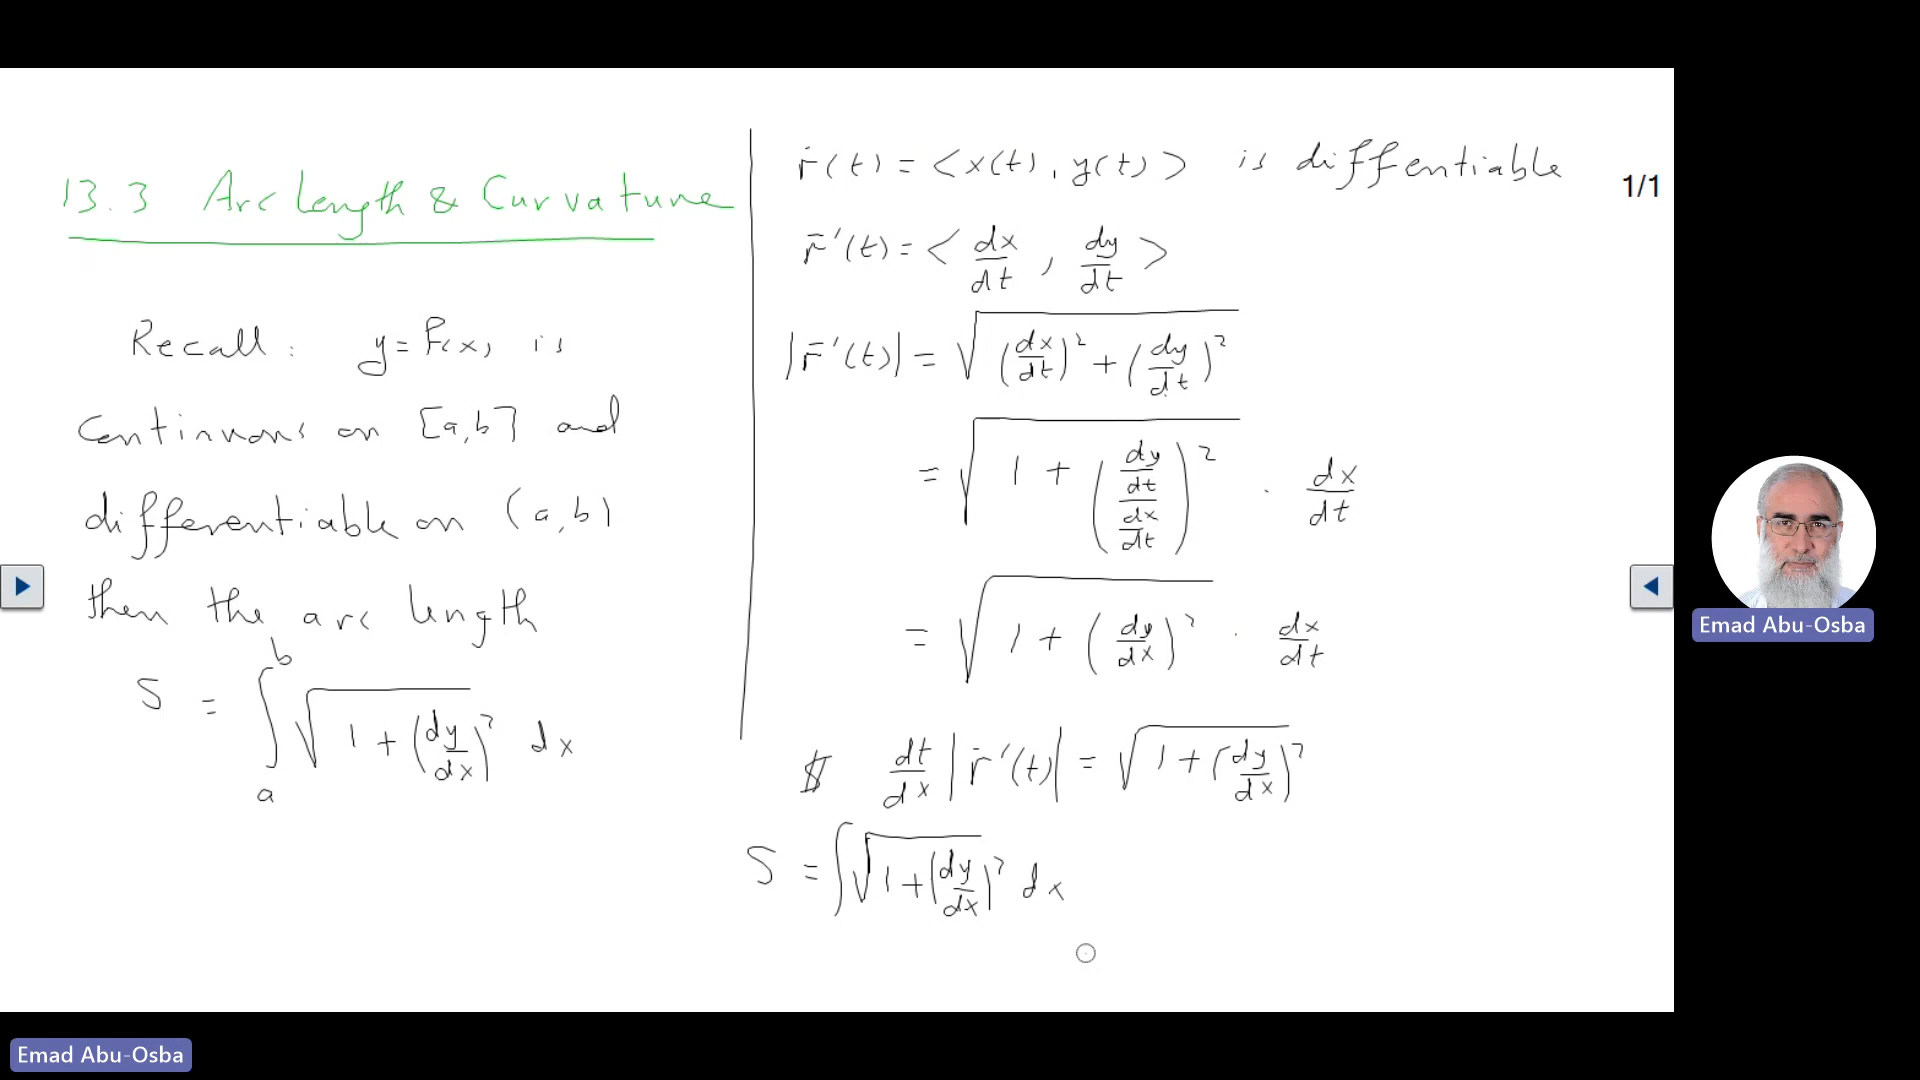 13.3 Arc Length & Curvature
Recall: y = f(x) is
continuous on [a,b] and
differentiable on (a,b)
then the arc length
S = ∫_a^b √(1 + (dy/dx)²) dx
r̄(t) = <x(t), y(t)> is diffentiable
r̄'(t) = < dx/dt , dy/dt >
|r̄'(t)| = √((dx/dt)² + (dy/dt)²)
= √(1 + ((dy/dt)/(dx/dt))²) · dx/dt
= √(1 + (dy/dx)²) · dx/dt
dt/dx |r̄'(t)| = √(1 + (dy/dx)²)
S = ∫√(1 + (dy/dx)²) dx
1/1
Emad Abu-Osba
Emad Abu-Osba